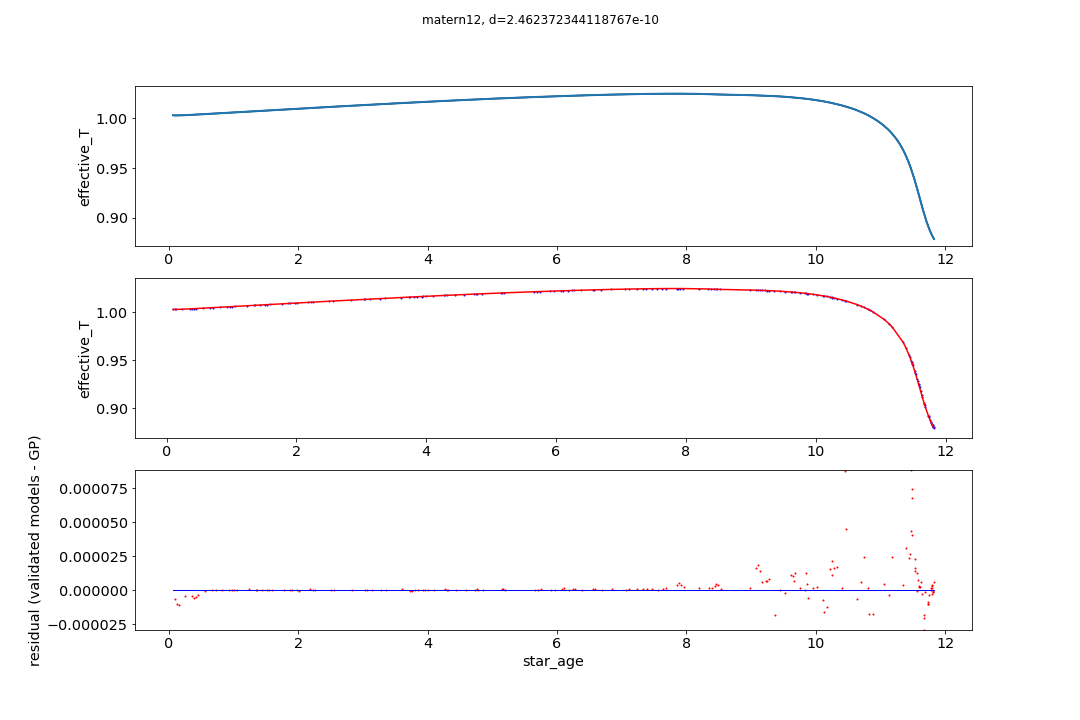 matern12, d=2.462372344118767e-10
effective_T
1.00
0.95
0.90
0 2 4 6 8 10 12
effective_T
1.00
0.95
0.90
0 2 4 6 8 10 12
residual (validated models - GP)
0.000075
0.000050
0.000025
0.000000
−0.000025
0 2 4 6 8 10 12
star_age